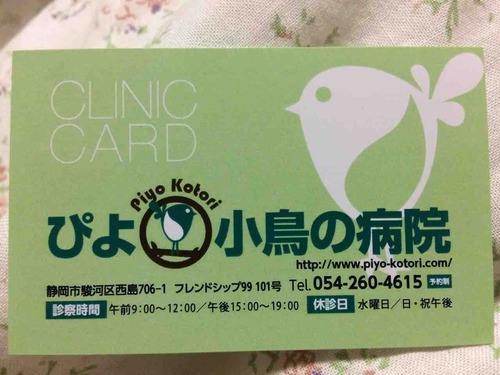 CLINIC
CARD
Piyo Kotori
ぴよ小鳥の病院
http://www.piyo-kotori.com/
静岡市駿河区西島706-1 フレンドシップ99 101号 Tel.054-260-4615 予約制
診察時間 午前9:00〜12:00／午後15:00〜19:00 休診日 水曜日／日・祝午後